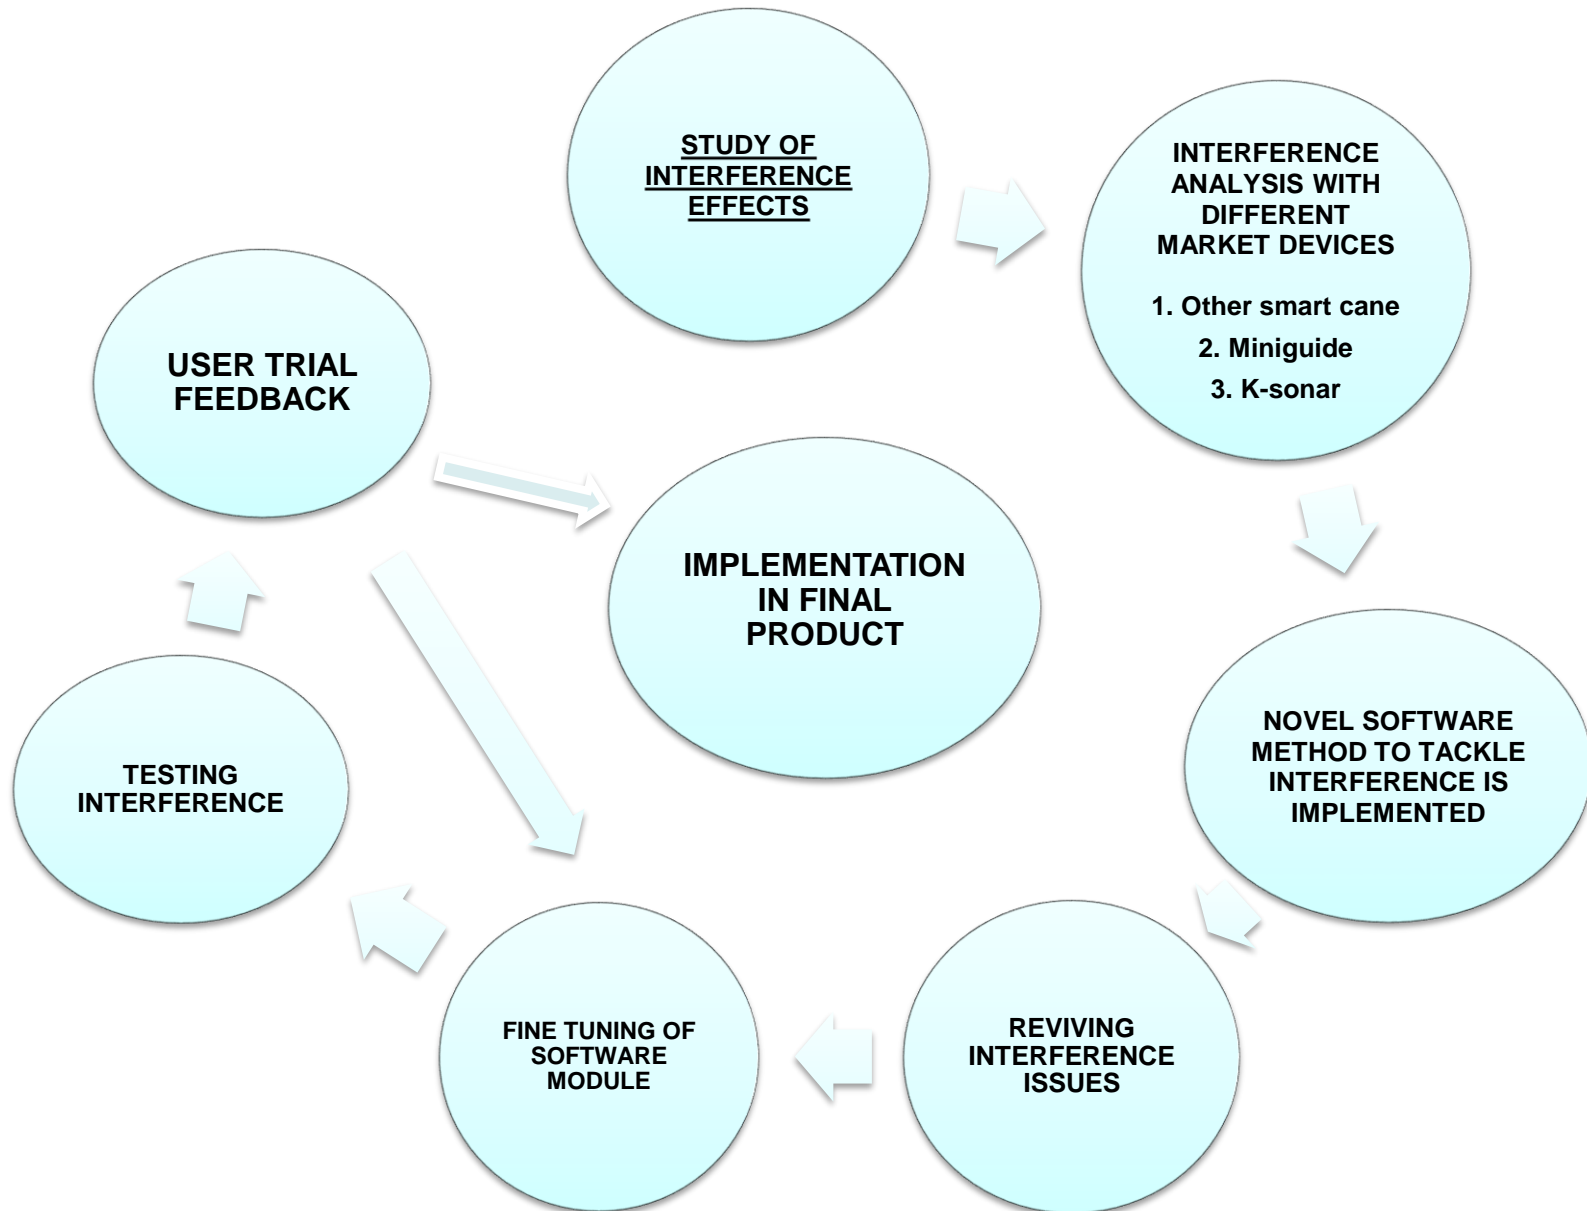 STUDY OF
INTERFERENCE
EFFECTS
INTERFERENCE
ANALYSIS WITH
DIFFERENT
MARKET DEVICES
1. Other smart cane
2. Miniguide
3. K-sonar
NOVEL SOFTWARE
METHOD TO TACKLE
INTERFERENCE IS
IMPLEMENTED
REVIVING
INTERFERENCE
ISSUES
FINE TUNING OF
SOFTWARE
MODULE
TESTING
INTERFERENCE
USER TRIAL
FEEDBACK
IMPLEMENTATION
IN FINAL
PRODUCT